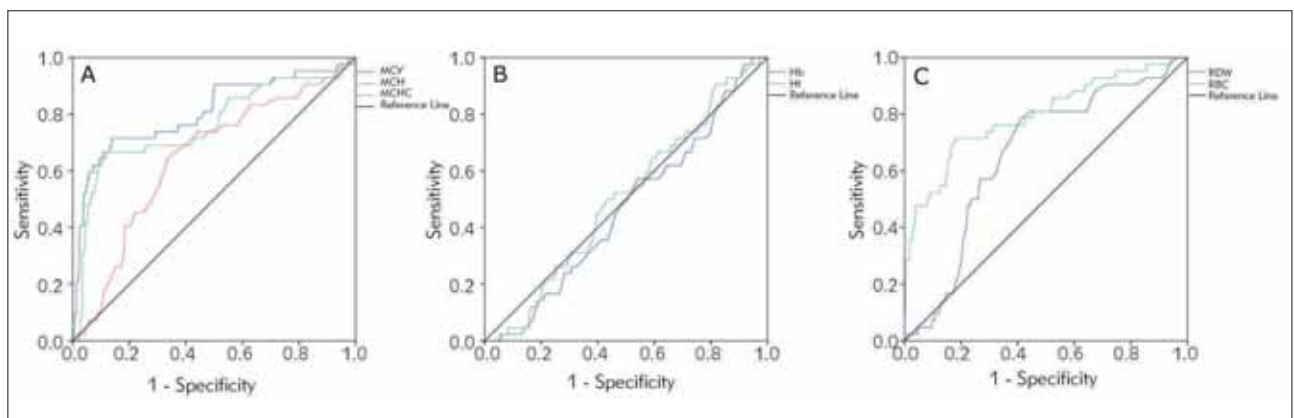 A
1.0
0.8
0.6
0.4
0.2
0.0
Sensitivity
0.0 0.2 0.4 0.6 0.8 1.0
1 - Specificity
MCV
MCH
MCHC
Reference Line
B
1.0
0.8
0.6
0.4
0.2
0.0
Sensitivity
0.0 0.2 0.4 0.6 0.8 1.0
1 - Specificity
Hb
Ht
Reference Line
C
1.0
0.8
0.6
0.4
0.2
0.0
Sensitivity
0.0 0.2 0.4 0.6 0.8 1.0
1 - Specificity
RDW
RBC
Reference Line